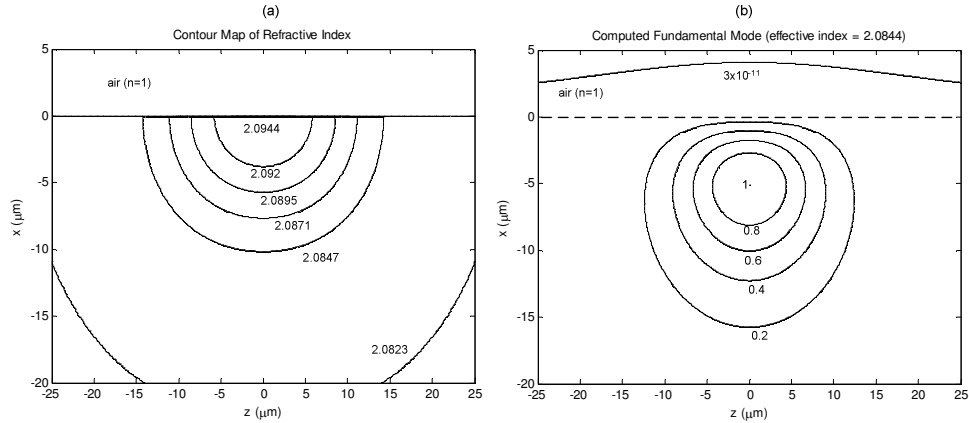 (a)
Contour Map of Refractive Index
5
0
-5
-10
-15
-20
x (μm)
air (n=1)
2.0944
2.092
2.0895
2.0871
2.0847
2.0823
-25 -20 -15 -10 -5 0 5 10 15 20 25
z (μm)
(b)
Computed Fundamental Mode (effective index = 2.0844)
5
0
-5
-10
-15
-20
x (μm)
3x10⁻¹¹
air (n=1)
1
0.8
0.6
0.4
0.2
-25 -20 -15 -10 -5 0 5 10 15 20 25
z (μm)